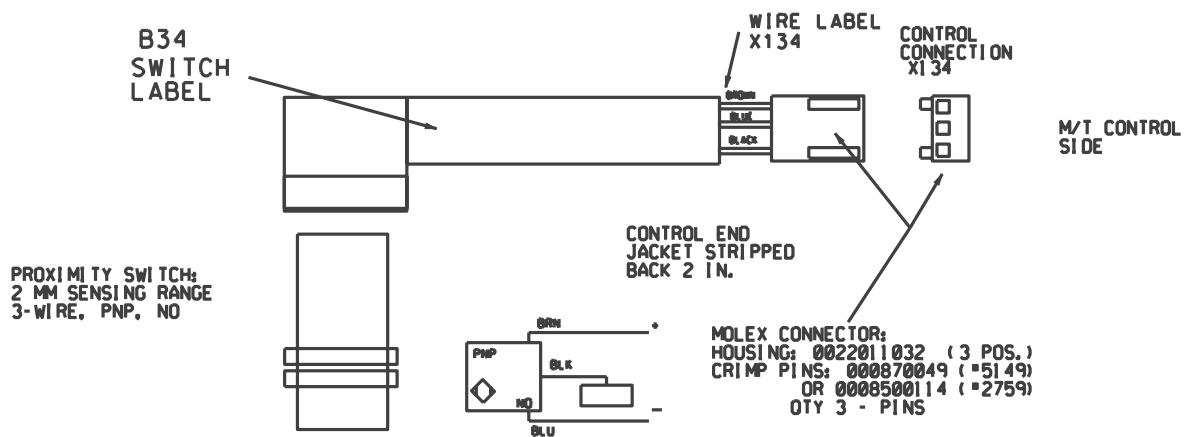 B34
SWITCH
LABEL
WIRE LABEL
X134
CONTROL
CONNECTION
X134
BROWN
BLUE
BLACK
M/T CONTROL
SIDE
CONTROL END
JACKET STRIPPED
BACK 2 IN.
PROXIMITY SWITCH:
2 MM SENSING RANGE
3-WIRE, PNP, NO
BRN
+
PNP
BLK
NO
−
BLU
MOLEX CONNECTOR:
HOUSING: 0022011032 (3 POS.)
CRIMP PINS: 000870049 (#5149)
OR 0008500114 (#2759)
QTY 3 - PINS